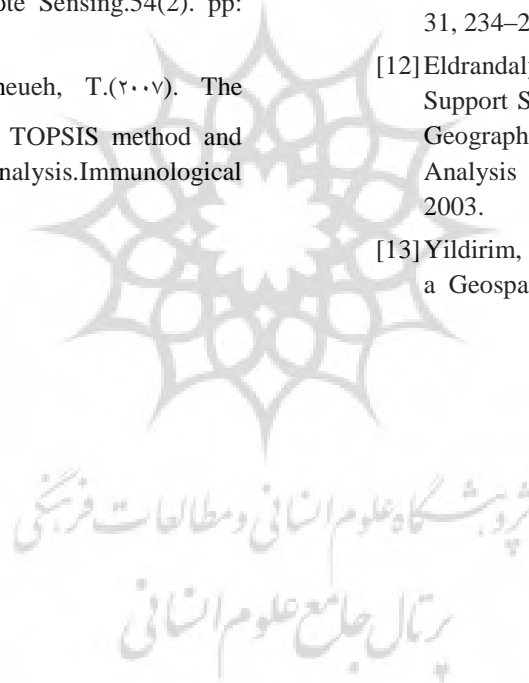 ote Sensing.54(2). pp:
neueh, T.(۲۰۰۷). The
TOPSIS method and
nalysis.Immunological
31, 234–2
[12] Eldrandaly
Support S
Geograph
Analysis
2003.
[13] Yildirim,
a Geospa
پژوهشگاه علوم انسانی و مطالعات فرهنگی
پرتال جامع علوم انسانی